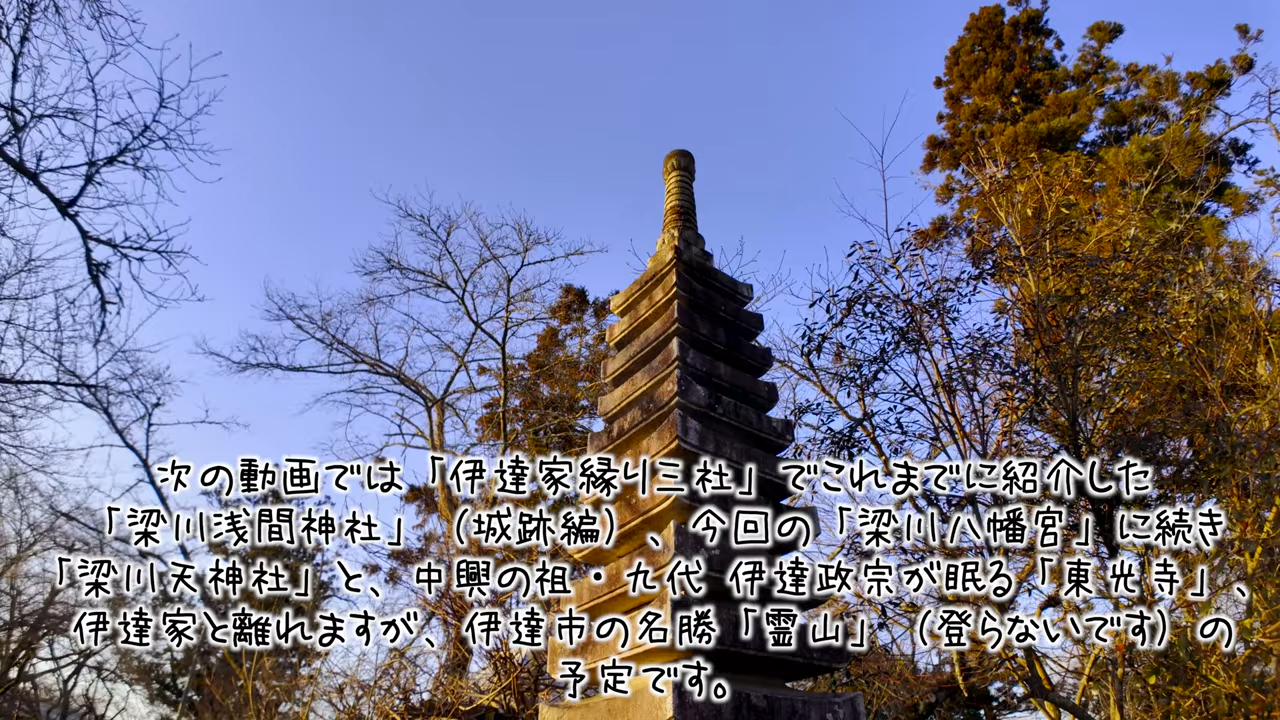 次の動画では「伊達家縁り三社」でこれまでに紹介した
「梁川浅間神社」（城跡編）、今回の「梁川八幡宮」に続き
「梁川天神社」と、中興の祖・九代 伊達政宗が眠る「東光寺」、
伊達家と離れますが、伊達市の名勝「霊山」（登らないです）の
予定です。